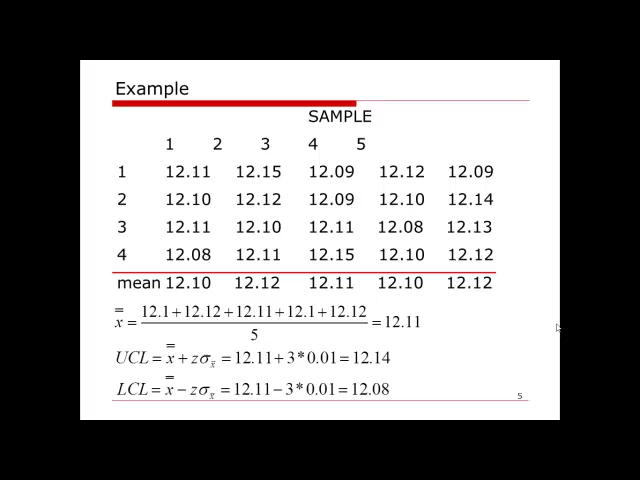 Example
SAMPLE
1 2 3 4 5
1 12.11 12.15 12.09 12.12 12.09
2 12.10 12.12 12.09 12.10 12.14
3 12.11 12.10 12.11 12.08 12.13
4 12.08 12.11 12.15 12.10 12.12
mean 12.10 12.12 12.11 12.10 12.12
x̿ = (12.1+12.12+12.11+12.1+12.12)/5 = 12.11
UCL = x̿ + zσx̄ = 12.11+3*0.01=12.14
LCL = x̿ − zσx̄ = 12.11−3*0.01=12.08
5